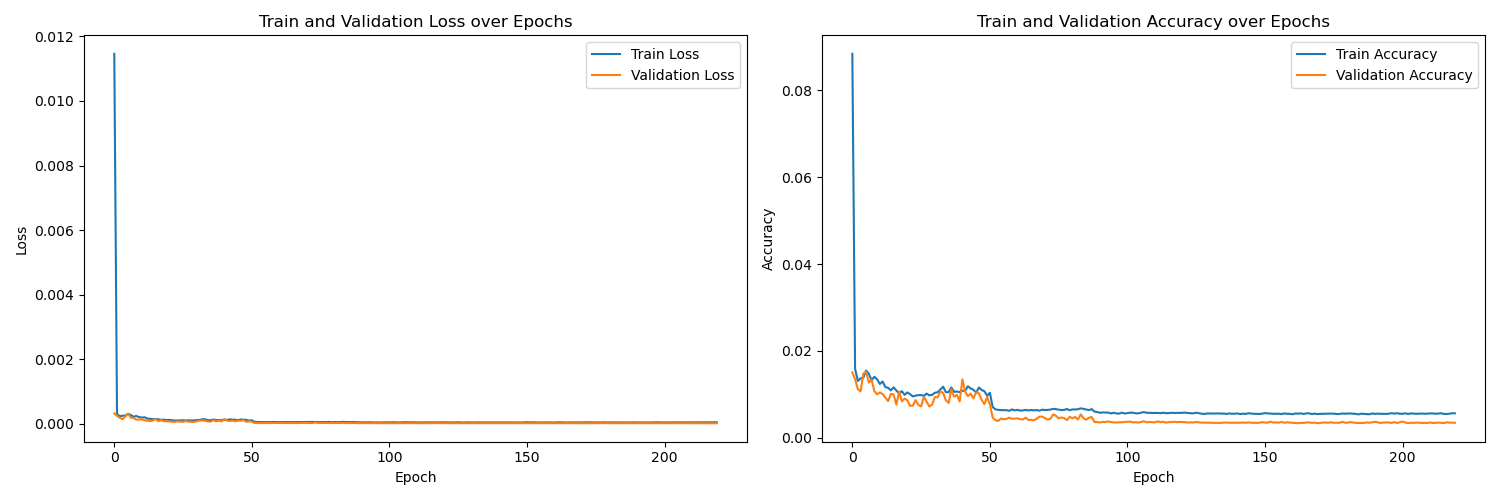 Train and Validation Loss over Epochs
0.012
0.010
0.008
0.006
0.004
0.002
0.000
Loss
0 50 100 150 200
Epoch
Train Loss
Validation Loss
Train and Validation Accuracy over Epochs
0.08
0.06
0.04
0.02
0.00
Accuracy
0 50 100 150 200
Epoch
Train Accuracy
Validation Accuracy